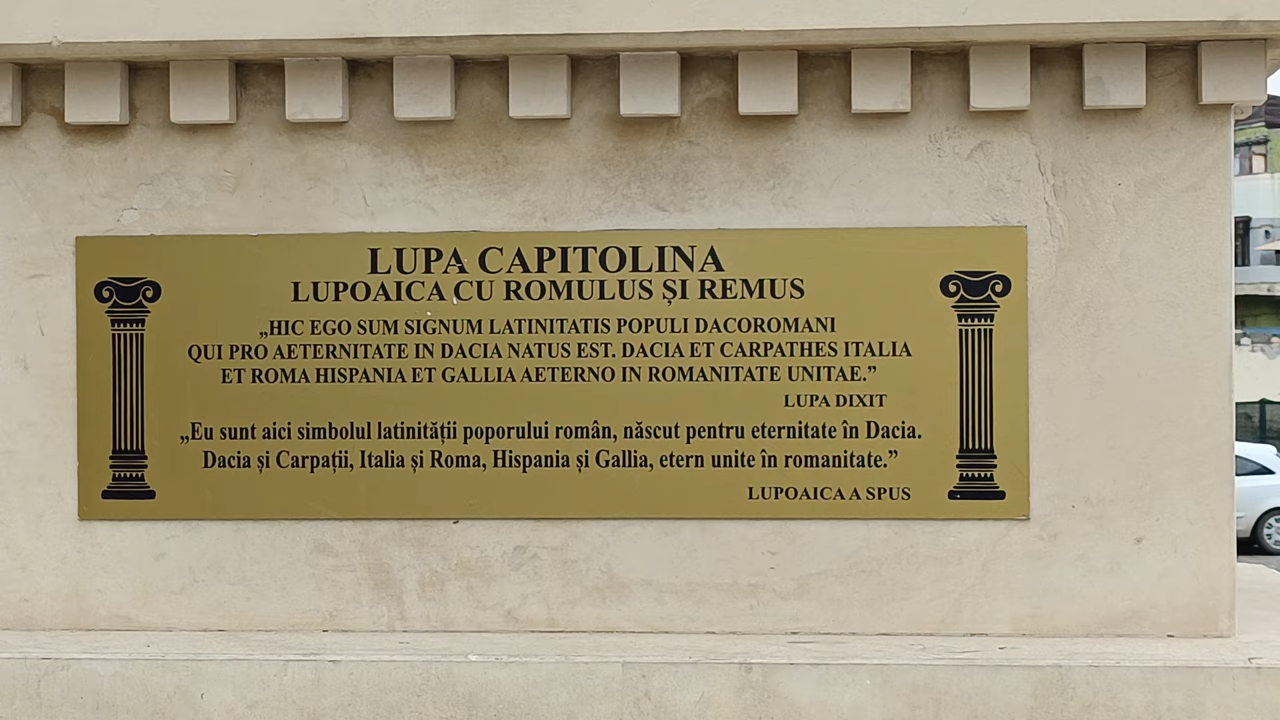 LUPA CAPITOLINA
LUPOAICA CU ROMULUS ȘI REMUS
„HIC EGO SUM SIGNUM LATINITATIS POPULI DACOROMANI
QUI PRO AETERNITATE IN DACIA NATUS EST. DACIA ET CARPATHES ITALIA
ET ROMA HISPANIA ET GALLIA AETERNO IN ROMANITATE UNITAE.”
LUPA DIXIT
„Eu sunt aici simbolul latinității poporului român, născut pentru eternitate în Dacia.
Dacia și Carpații, Italia și Roma, Hispania și Gallia, etern unite în romanitate.”
LUPOAICA A SPUS